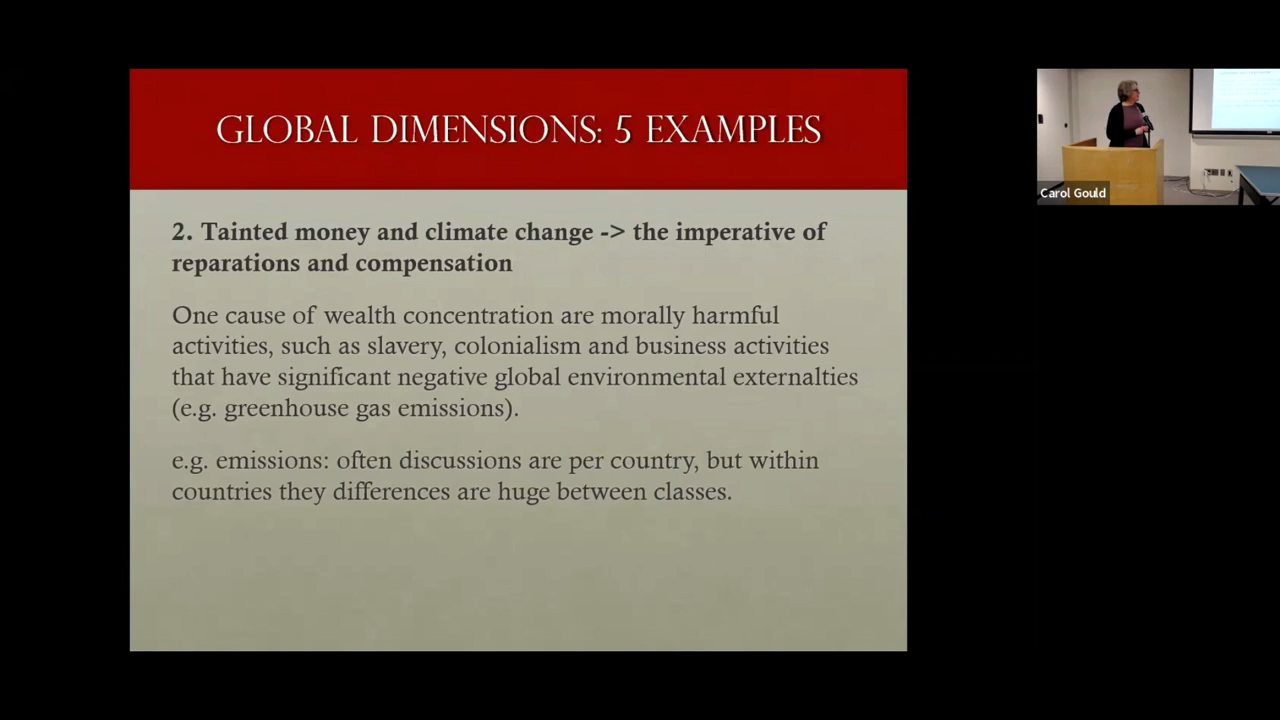 GLOBAL DIMENSIONS: 5 EXAMPLES
2. Tainted money and climate change -> the imperative of
reparations and compensation
One cause of wealth concentration are morally harmful
activities, such as slavery, colonialism and business activities
that have significant negative global environmental externalties
(e.g. greenhouse gas emissions).
e.g. emissions: often discussions are per country, but within
countries they differences are huge between classes.
Carol Gould